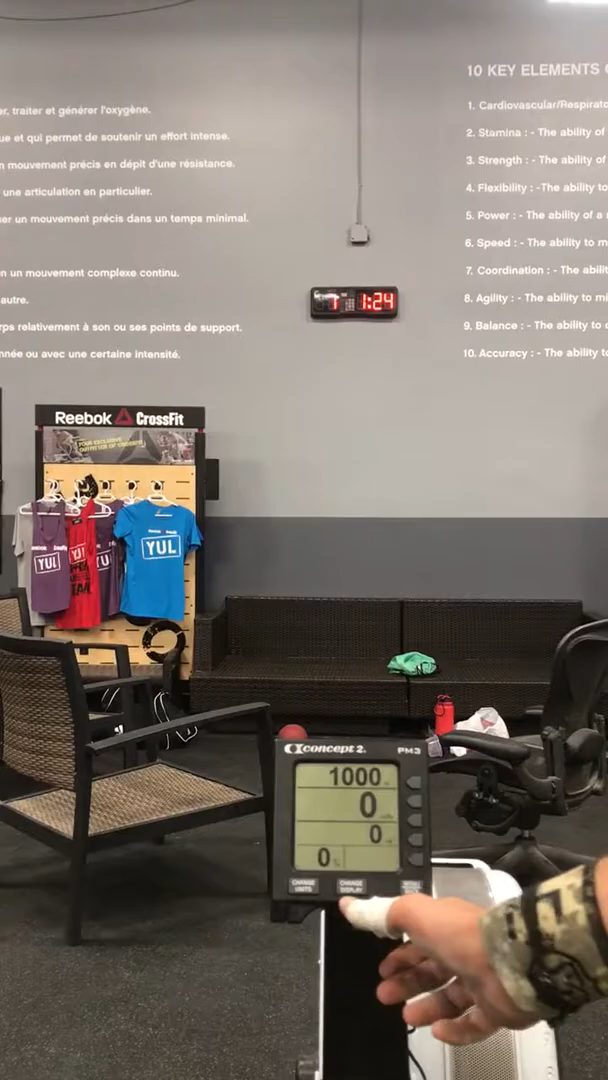 er, traiter et générer l'oxygène.
ue et qui permet de soutenir un effort intense.
n mouvement précis en dépit d'une résistance.
une articulation en particulier.
er un mouvement précis dans un temps minimal.
en un mouvement complexe continu.
autre.
rps relativement à son ou ses points de support.
nnée ou avec une certaine intensité.
10 KEY ELEMENTS
1. Cardiovascular/Respirato
2. Stamina : - The ability of
3. Strength : - The ability of
4. Flexibility : -The ability to
5. Power : - The ability of a
6. Speed : - The ability to m
7. Coordination : - The abili
8. Agility : - The ability to mi
9. Balance : - The ability to
10. Accuracy : - The ability to
1:24
Reebok CrossFit
YUL
YUL
YUL
YUL
concept 2. PM3
1000
0
0
0
CHANGE UNITS
CHANGE DISPLAY